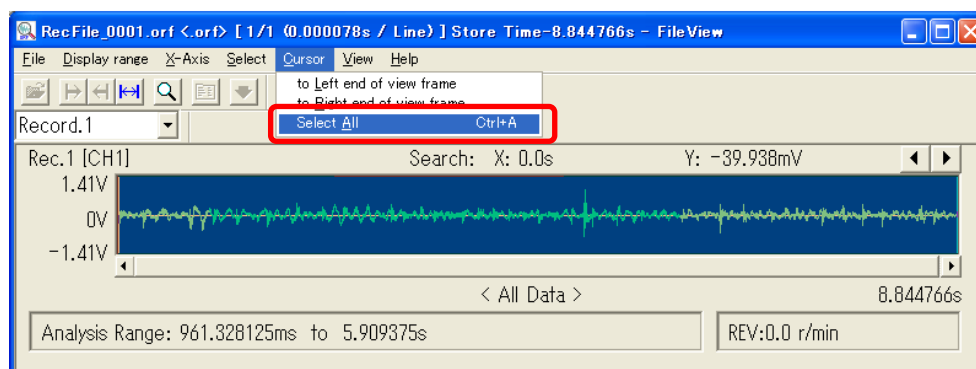 RecFile_0001.orf <.orf> [ 1/1 (0.000078s / Line) ] Store Time-8.844766s - FileView
File Display range X-Axis Select Cursor View Help
to Left end of view frame
to Right end of view frame
Select All Ctrl+A
Record.1
Rec.1 [CH1] Search: X: 0.0s Y: -39.938mV
1.41V
0V
-1.41V
< All Data > 8.844766s
Analysis Range: 961.328125ms to 5.909375s REV:0.0 r/min